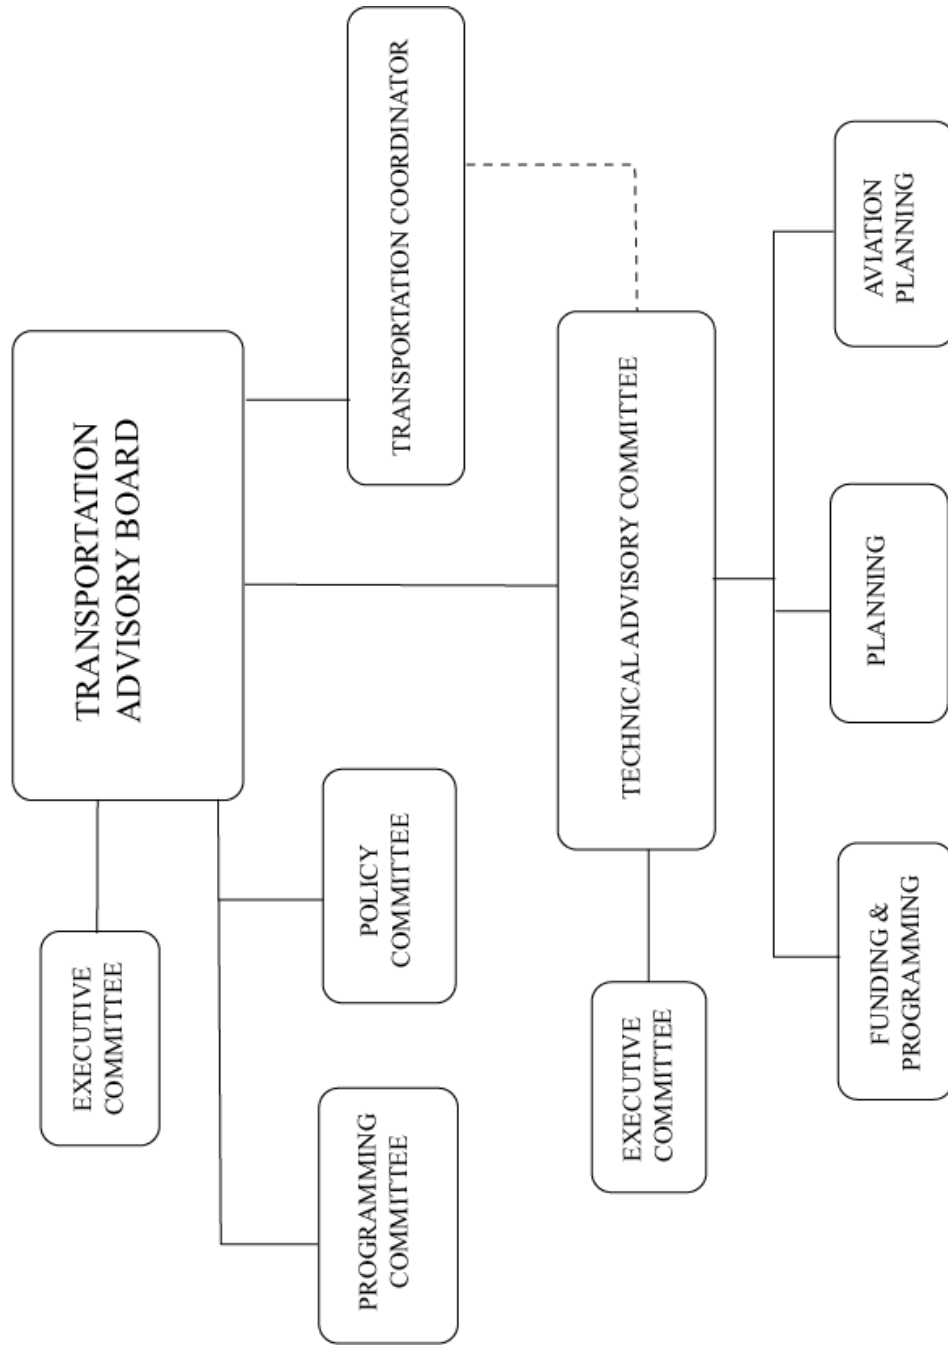 TRANSPORTATION
ADVISORY BOARD
EXECUTIVE
COMMITTEE
TRANSPORTATION COORDINATOR
PROGRAMMING
COMMITTEE
POLICY
COMMITTEE
TECHNICAL ADVISORY COMMITTEE
EXECUTIVE
COMMITTEE
FUNDING &
PROGRAMMING
PLANNING
AVIATION
PLANNING